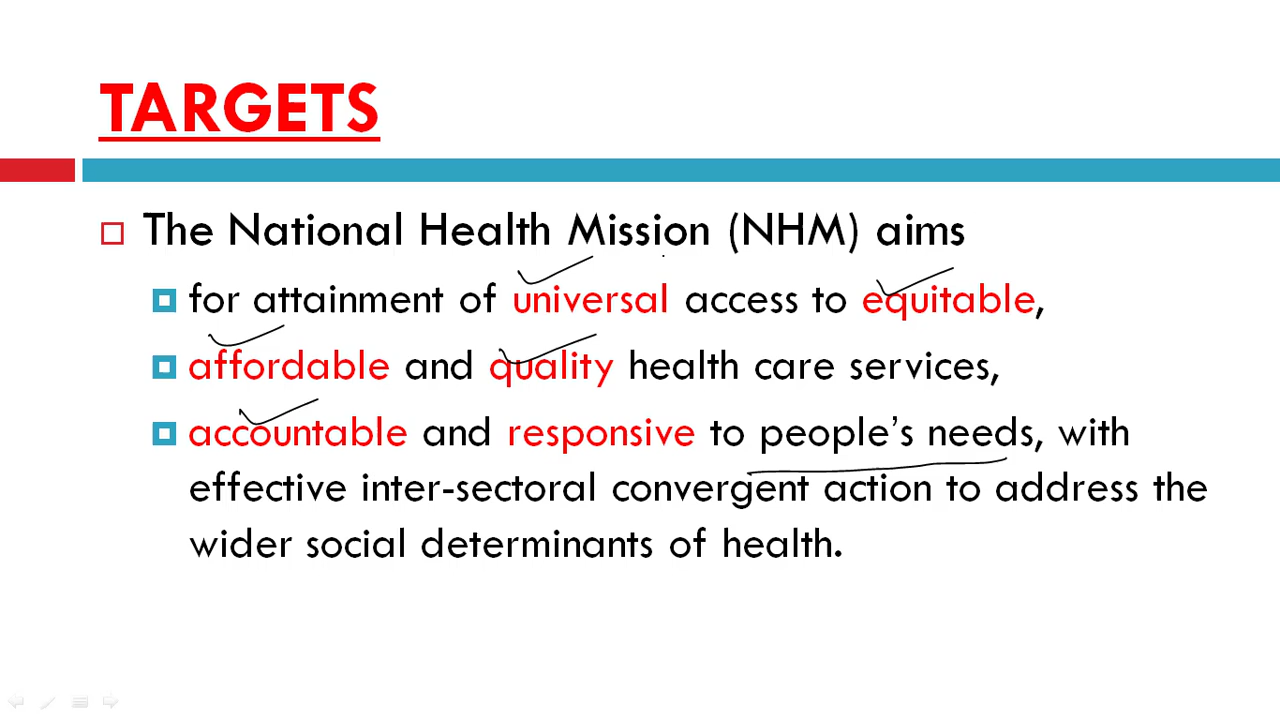 TARGETS
The National Health Mission (NHM) aims
for attainment of universal access to equitable,
affordable and quality health care services,
accountable and responsive to people’s needs, with
effective inter-sectoral convergent action to address the
wider social determinants of health.